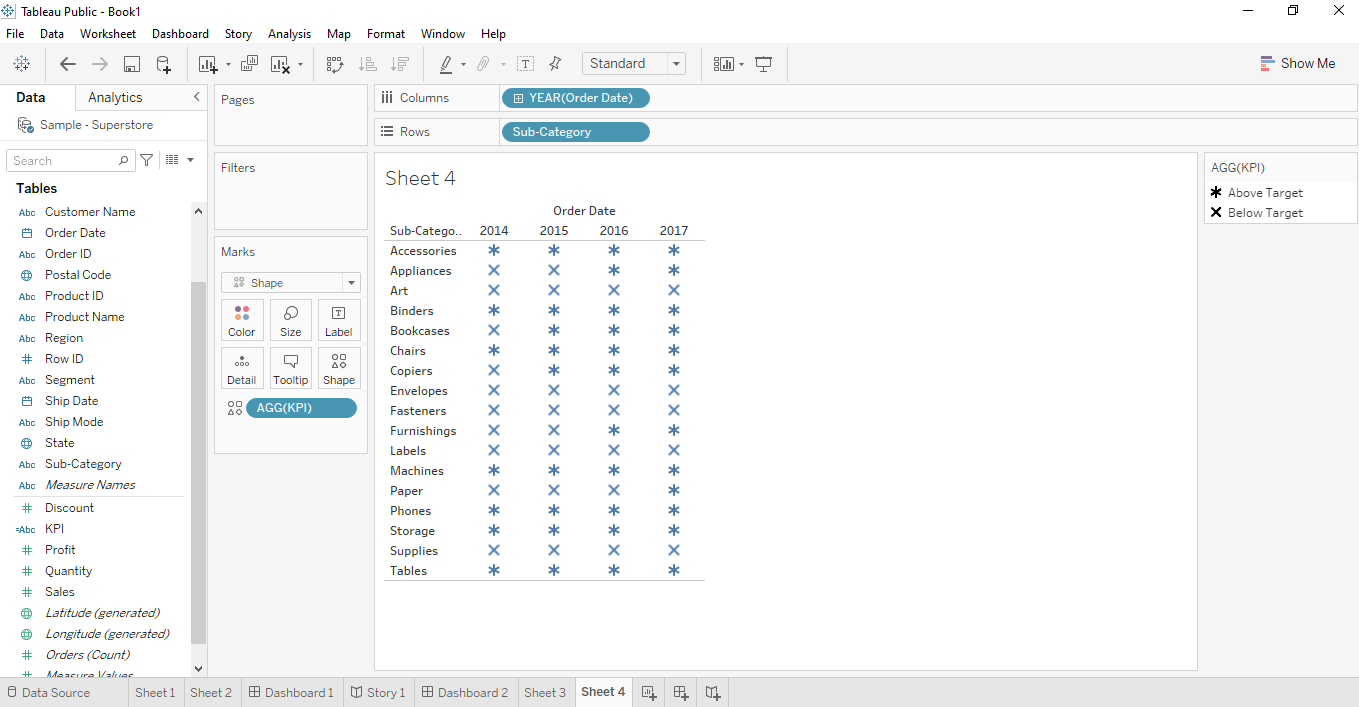 Tableau Public - Book1
File Data Worksheet Dashboard Story Analysis Map Format Window Help
Standard
Show Me
Data Analytics
Sample - Superstore
Search
Tables
Abc Customer Name
Order Date
Abc Order ID
Postal Code
Abc Product ID
Abc Product Name
Abc Region
# Row ID
Abc Segment
Ship Date
Abc Ship Mode
State
Abc Sub-Category
Abc Measure Names
# Discount
=Abc KPI
# Profit
# Quantity
# Sales
Latitude (generated)
Longitude (generated)
# Orders (Count)
# Measure Values
Pages
Filters
Marks
Shape
Color Size Label
Detail Tooltip Shape
AGG(KPI)
Columns YEAR(Order Date)
Rows Sub-Category
Sheet 4
Order Date
Sub-Catego.. 2014 2015 2016 2017
Accessories
Appliances
Art
Binders
Bookcases
Chairs
Copiers
Envelopes
Fasteners
Furnishings
Labels
Machines
Paper
Phones
Storage
Supplies
Tables
AGG(KPI)
Above Target
Below Target
Data Source Sheet 1 Sheet 2 Dashboard 1 Story 1 Dashboard 2 Sheet 3 Sheet 4